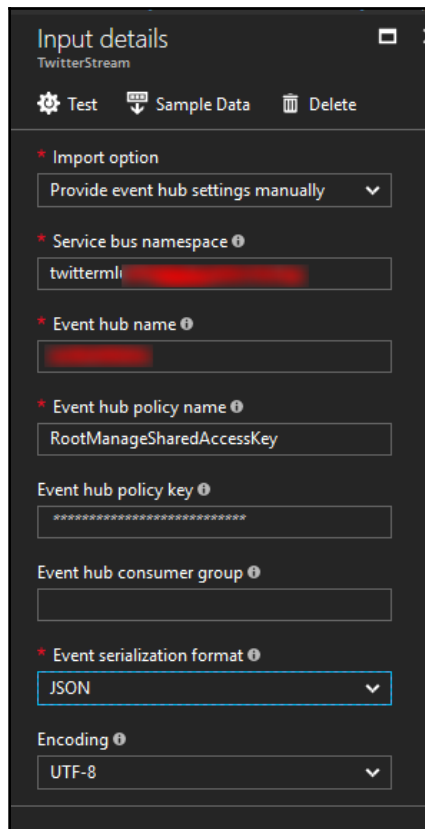 Input details
TwitterStream
Test Sample Data Delete
* Import option
Provide event hub settings manually
* Service bus namespace
* Event hub name
* Event hub policy name
RootManageSharedAccessKey
Event hub policy key
***************************
Event hub consumer group
* Event serialization format
JSON
Encoding
UTF-8